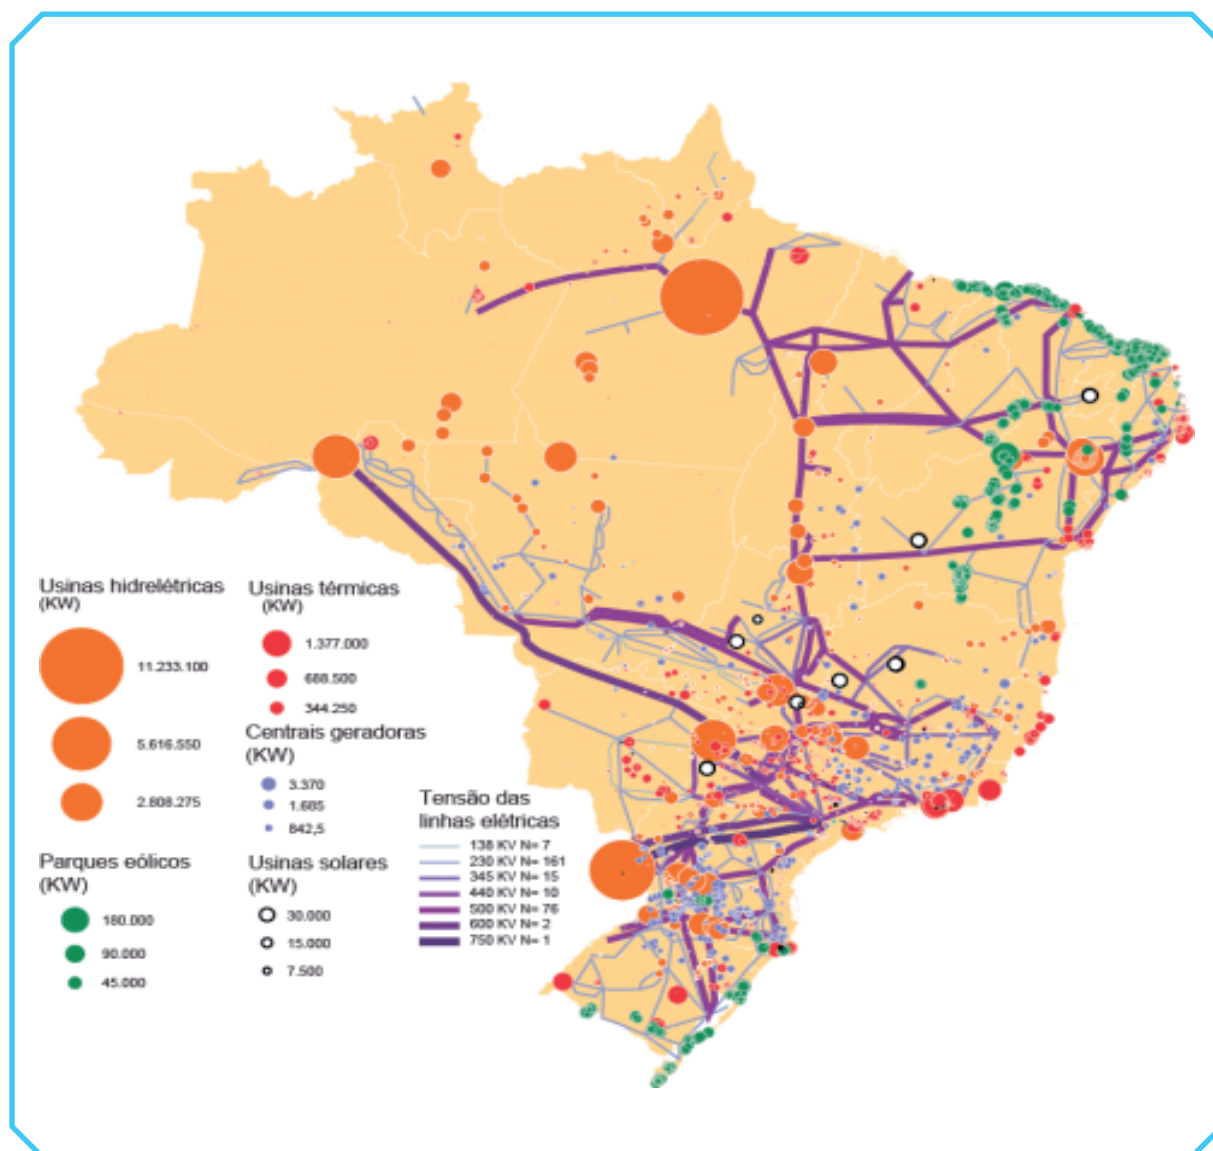 Usinas hidrelétricas
(KW)
11.233.100
5.616.550
2.808.275
Usinas térmicas
(KW)
1.377.000
688.500
344.250
Centrais geradoras
(KW)
3.370
1.685
842,5
Parques eólicos
(KW)
180.000
90.000
45.000
Usinas solares
(KW)
30.000
15.000
7.500
Tensão das
linhas elétricas
138 KV N= 7
230 KV N= 161
345 KV N= 15
440 KV N= 10
500 KV N= 76
600 KV N= 2
750 KV N= 1